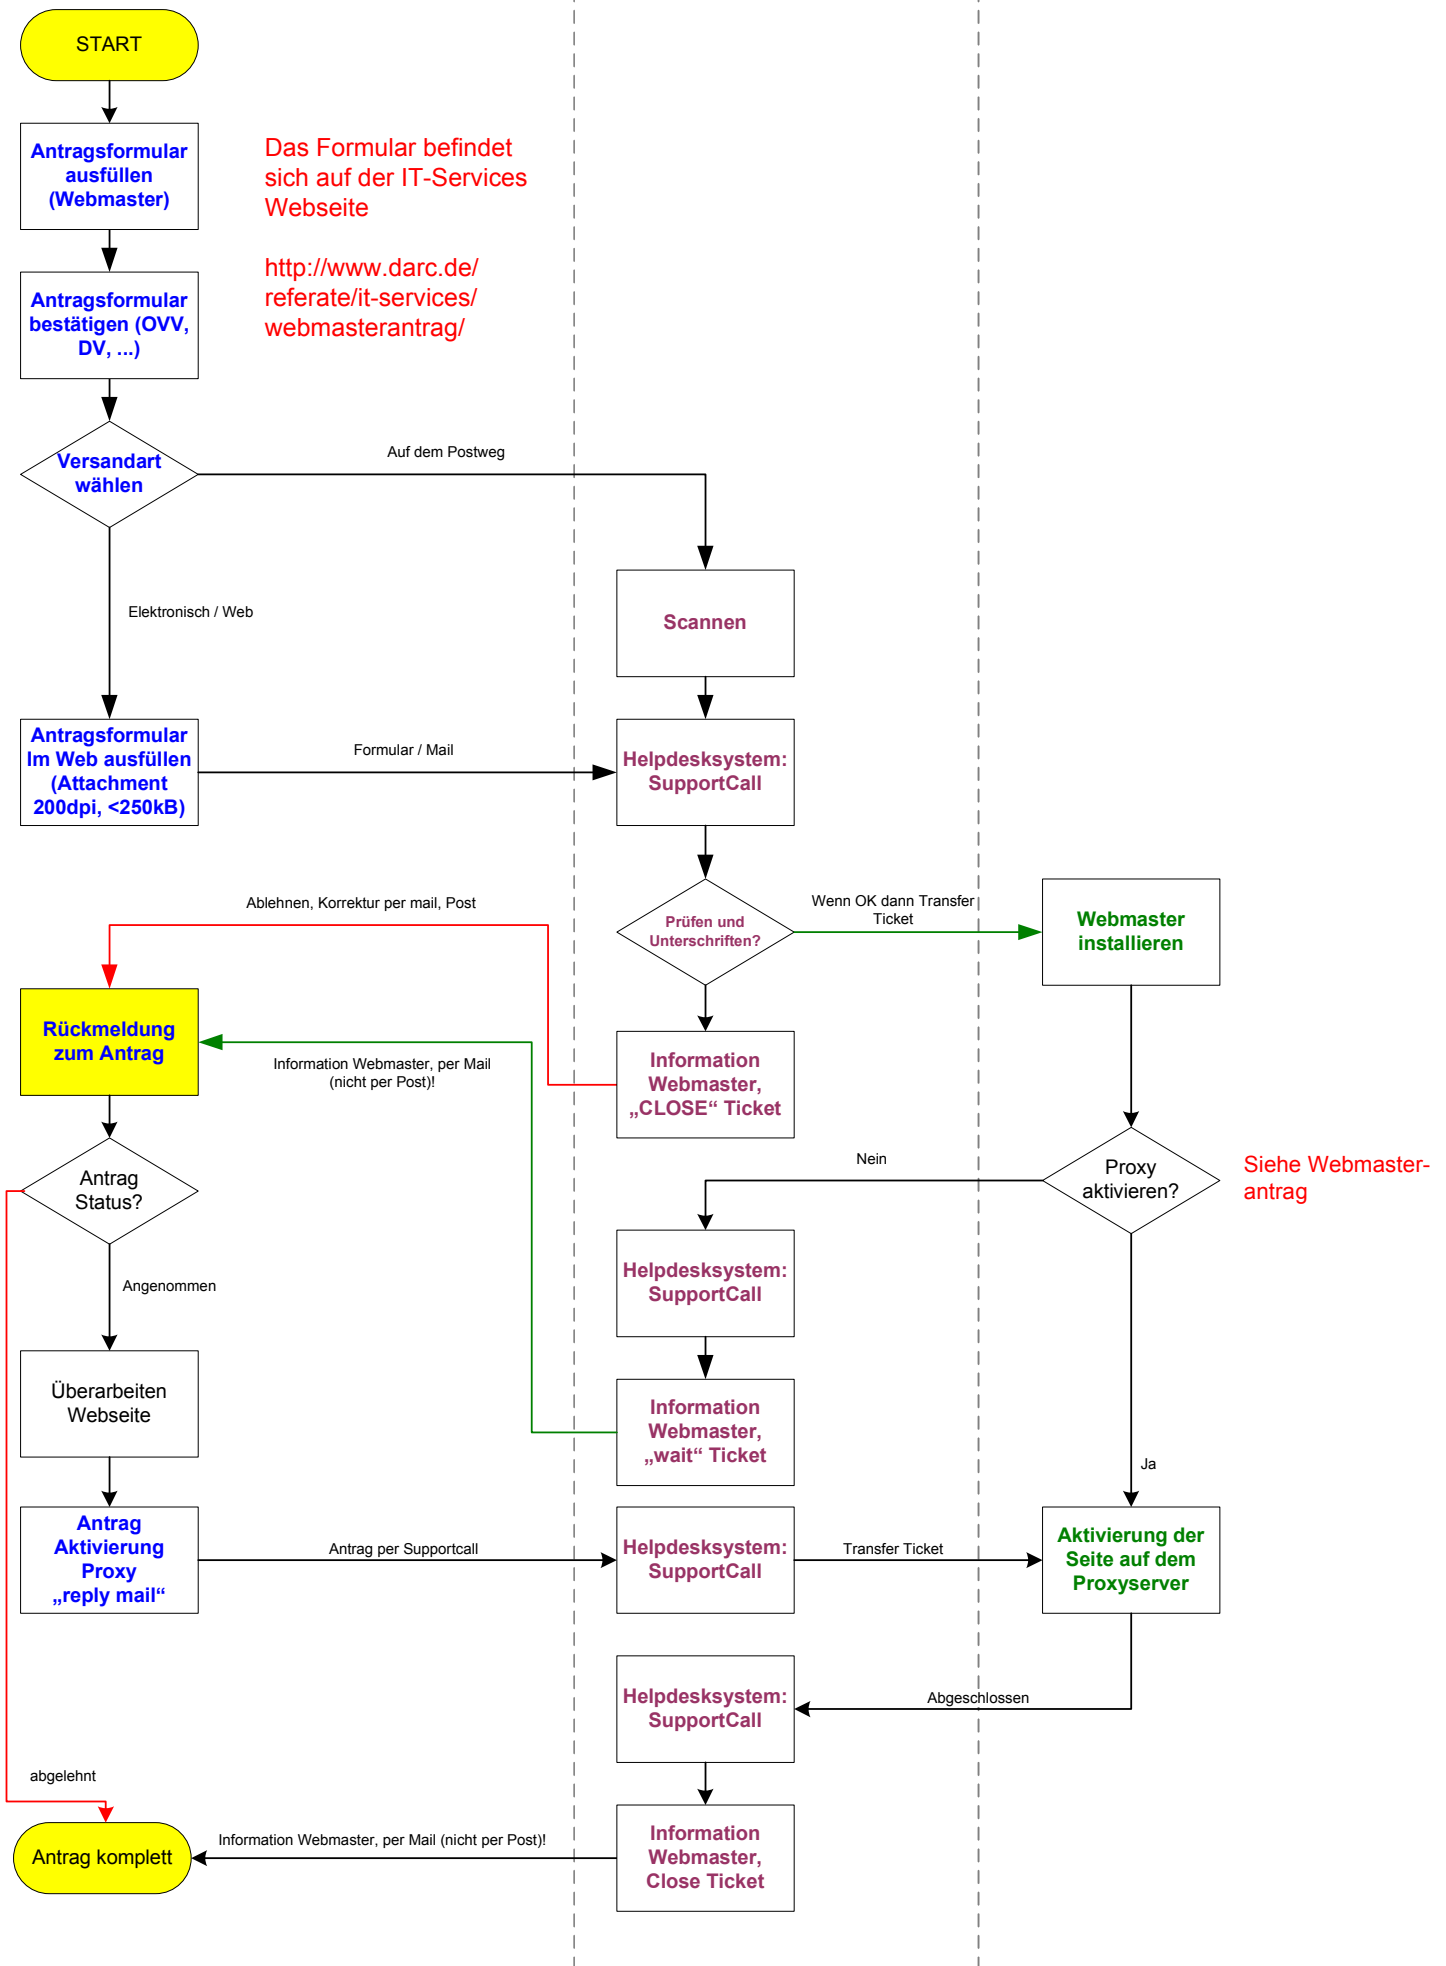 START
Antragsformular
ausfüllen
(Webmaster)
Das Formular befindet
sich auf der IT-Services
Webseite
http://www.darc.de/
referate/it-services/
webmasterantrag/
Antragsformular
bestätigen (OVV,
DV, ...)
Versandart
wählen
Auf dem Postweg
Elektronisch / Web
Scannen
Antragsformular
Im Web ausfüllen
(Attachment
200dpi, <250kB)
Formular / Mail
Helpdesksystem:
SupportCall
Prüfen und
Unterschriften?
Wenn OK dann Transfer
Ticket
Webmaster
installieren
Ablehnen, Korrektur per mail, Post
Rückmeldung
zum Antrag
Information Webmaster, per Mail
(nicht per Post)!
Information
Webmaster,
„CLOSE“ Ticket
Antrag
Status?
Nein
Proxy
aktivieren?
Siehe Webmaster-
antrag
Angenommen
Helpdesksystem:
SupportCall
Überarbeiten
Webseite
Information
Webmaster,
„wait“ Ticket
Ja
Antrag
Aktivierung
Proxy
„reply mail“
Antrag per Supportcall
Helpdesksystem:
SupportCall
Transfer Ticket
Aktivierung der
Seite auf dem
Proxyserver
Helpdesksystem:
SupportCall
Abgeschlossen
abgelehnt
Antrag komplett
Information Webmaster, per Mail (nicht per Post)!
Information
Webmaster,
Close Ticket